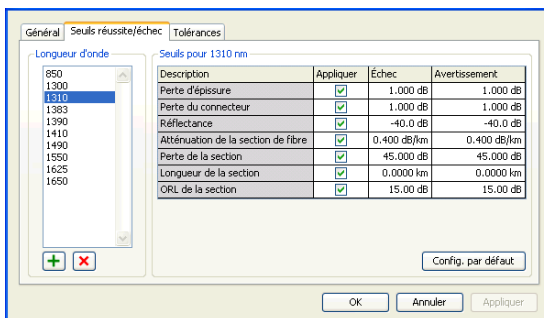 Général Seuils réussite/échec Tolérances
Longueur d'onde
850
1300
1310
1383
1390
1410
1490
1550
1625
1650
Seuils pour 1310 nm
Description Appliquer Échec Avertissement
Perte d'épissure 1.000 dB 1.000 dB
Perte du connecteur 1.000 dB 1.000 dB
Réflectance -40.0 dB -40.0 dB
Atténuation de la section de fibre 0.400 dB/km 0.400 dB/km
Perte de la section 45.000 dB 45.000 dB
Longueur de la section 0.0000 km 0.0000 km
ORL de la section 15.00 dB 15.00 dB
Config. par défaut
OK Annuler Appliquer